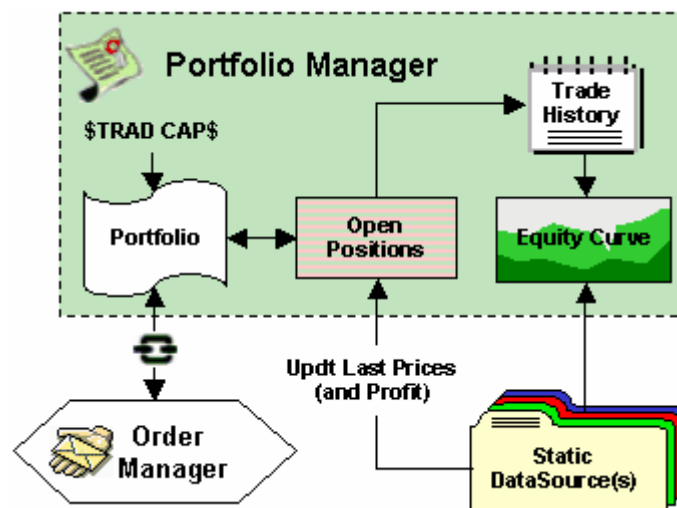 Portfolio Manager
Trade
History
$TRAD CAP$
Portfolio
Open
Positions
Equity Curve
Updt Last Prices
(and Profit)
Order
Manager
Static
DataSource(s)